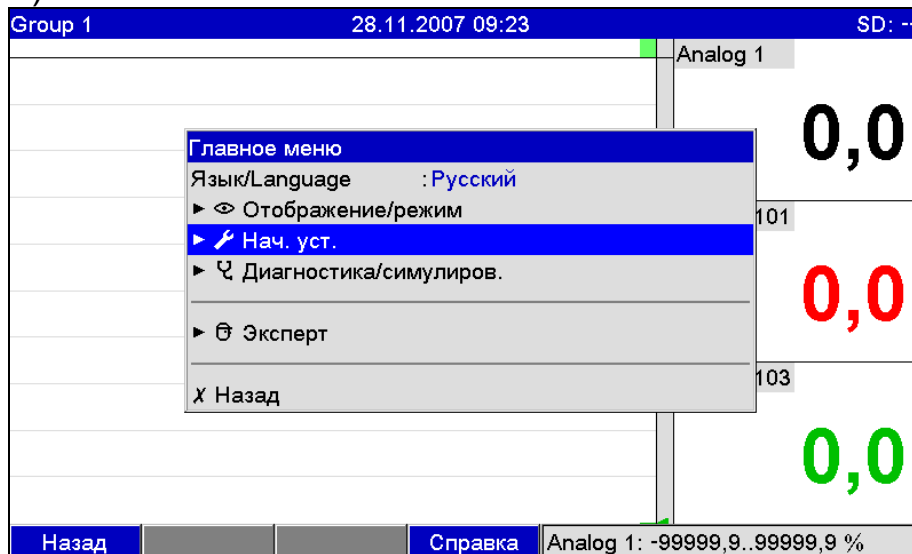 Group 1 28.11.2007 09:23 SD: --
Analog 1
0,0
Главное меню
Язык/Language :Русский
Отображение/режим
Нач. уст.
Диагностика/симулиров.
Эксперт
X Назад
101
0,0
103
0,0
Назад Справка Analog 1: -99999,9..99999,9 %